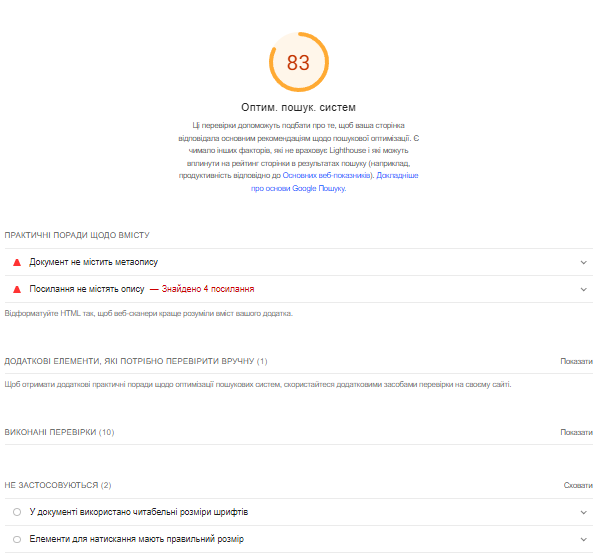 83
Оптим. пошук. систем
Ці перевірки допоможуть подбати про те, щоб ваша сторінка
відповідала основним рекомендаціям щодо пошукової оптимізації. Є
чимало інших факторів, які не враховує Lighthouse і які можуть
вплинути на рейтинг сторінки в результатах пошуку (наприклад,
продуктивність відповідно до Основних веб-показників). Докладніше
про основи Google Пошуку.
ПРАКТИЧНІ ПОРАДИ ЩОДО ВМІСТУ
Документ не містить метаопису
Посилання не містять опису — Знайдено 4 посилання
Відформатуйте HTML так, щоб веб-сканери краще розуміли вміст вашого додатка.
ДОДАТКОВІ ЕЛЕМЕНТИ, ЯКІ ПОТРІБНО ПЕРЕВІРИТИ ВРУЧНУ (1) Показати
Щоб отримати додаткові практичні поради щодо оптимізації пошукових систем, скористайтеся додатковими засобами перевірки на своєму сайті.
ВИКОНАНІ ПЕРЕВІРКИ (10) Показати
НЕ ЗАСТОСОВУЮТЬСЯ (2) Сховати
У документі використано читабельні розміри шрифтів
Елементи для натискання мають правильний розмір